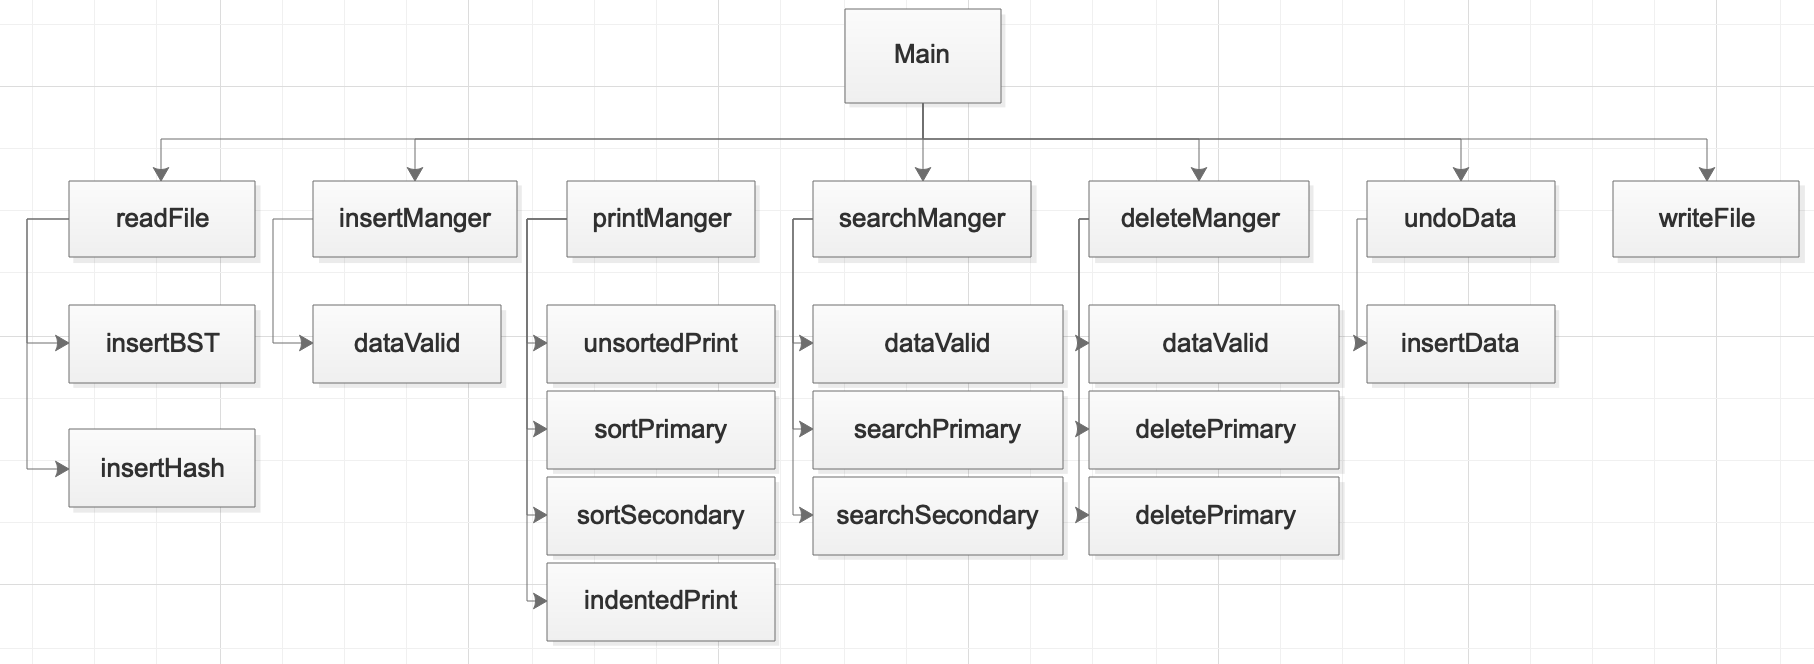 Main
readFile
insertManger
printManger
searchManger
deleteManger
undoData
writeFile
insertBST
dataValid
unsortedPrint
dataValid
dataValid
insertData
sortPrimary
searchPrimary
deletePrimary
insertHash
sortSecondary
searchSecondary
deletePrimary
indentedPrint